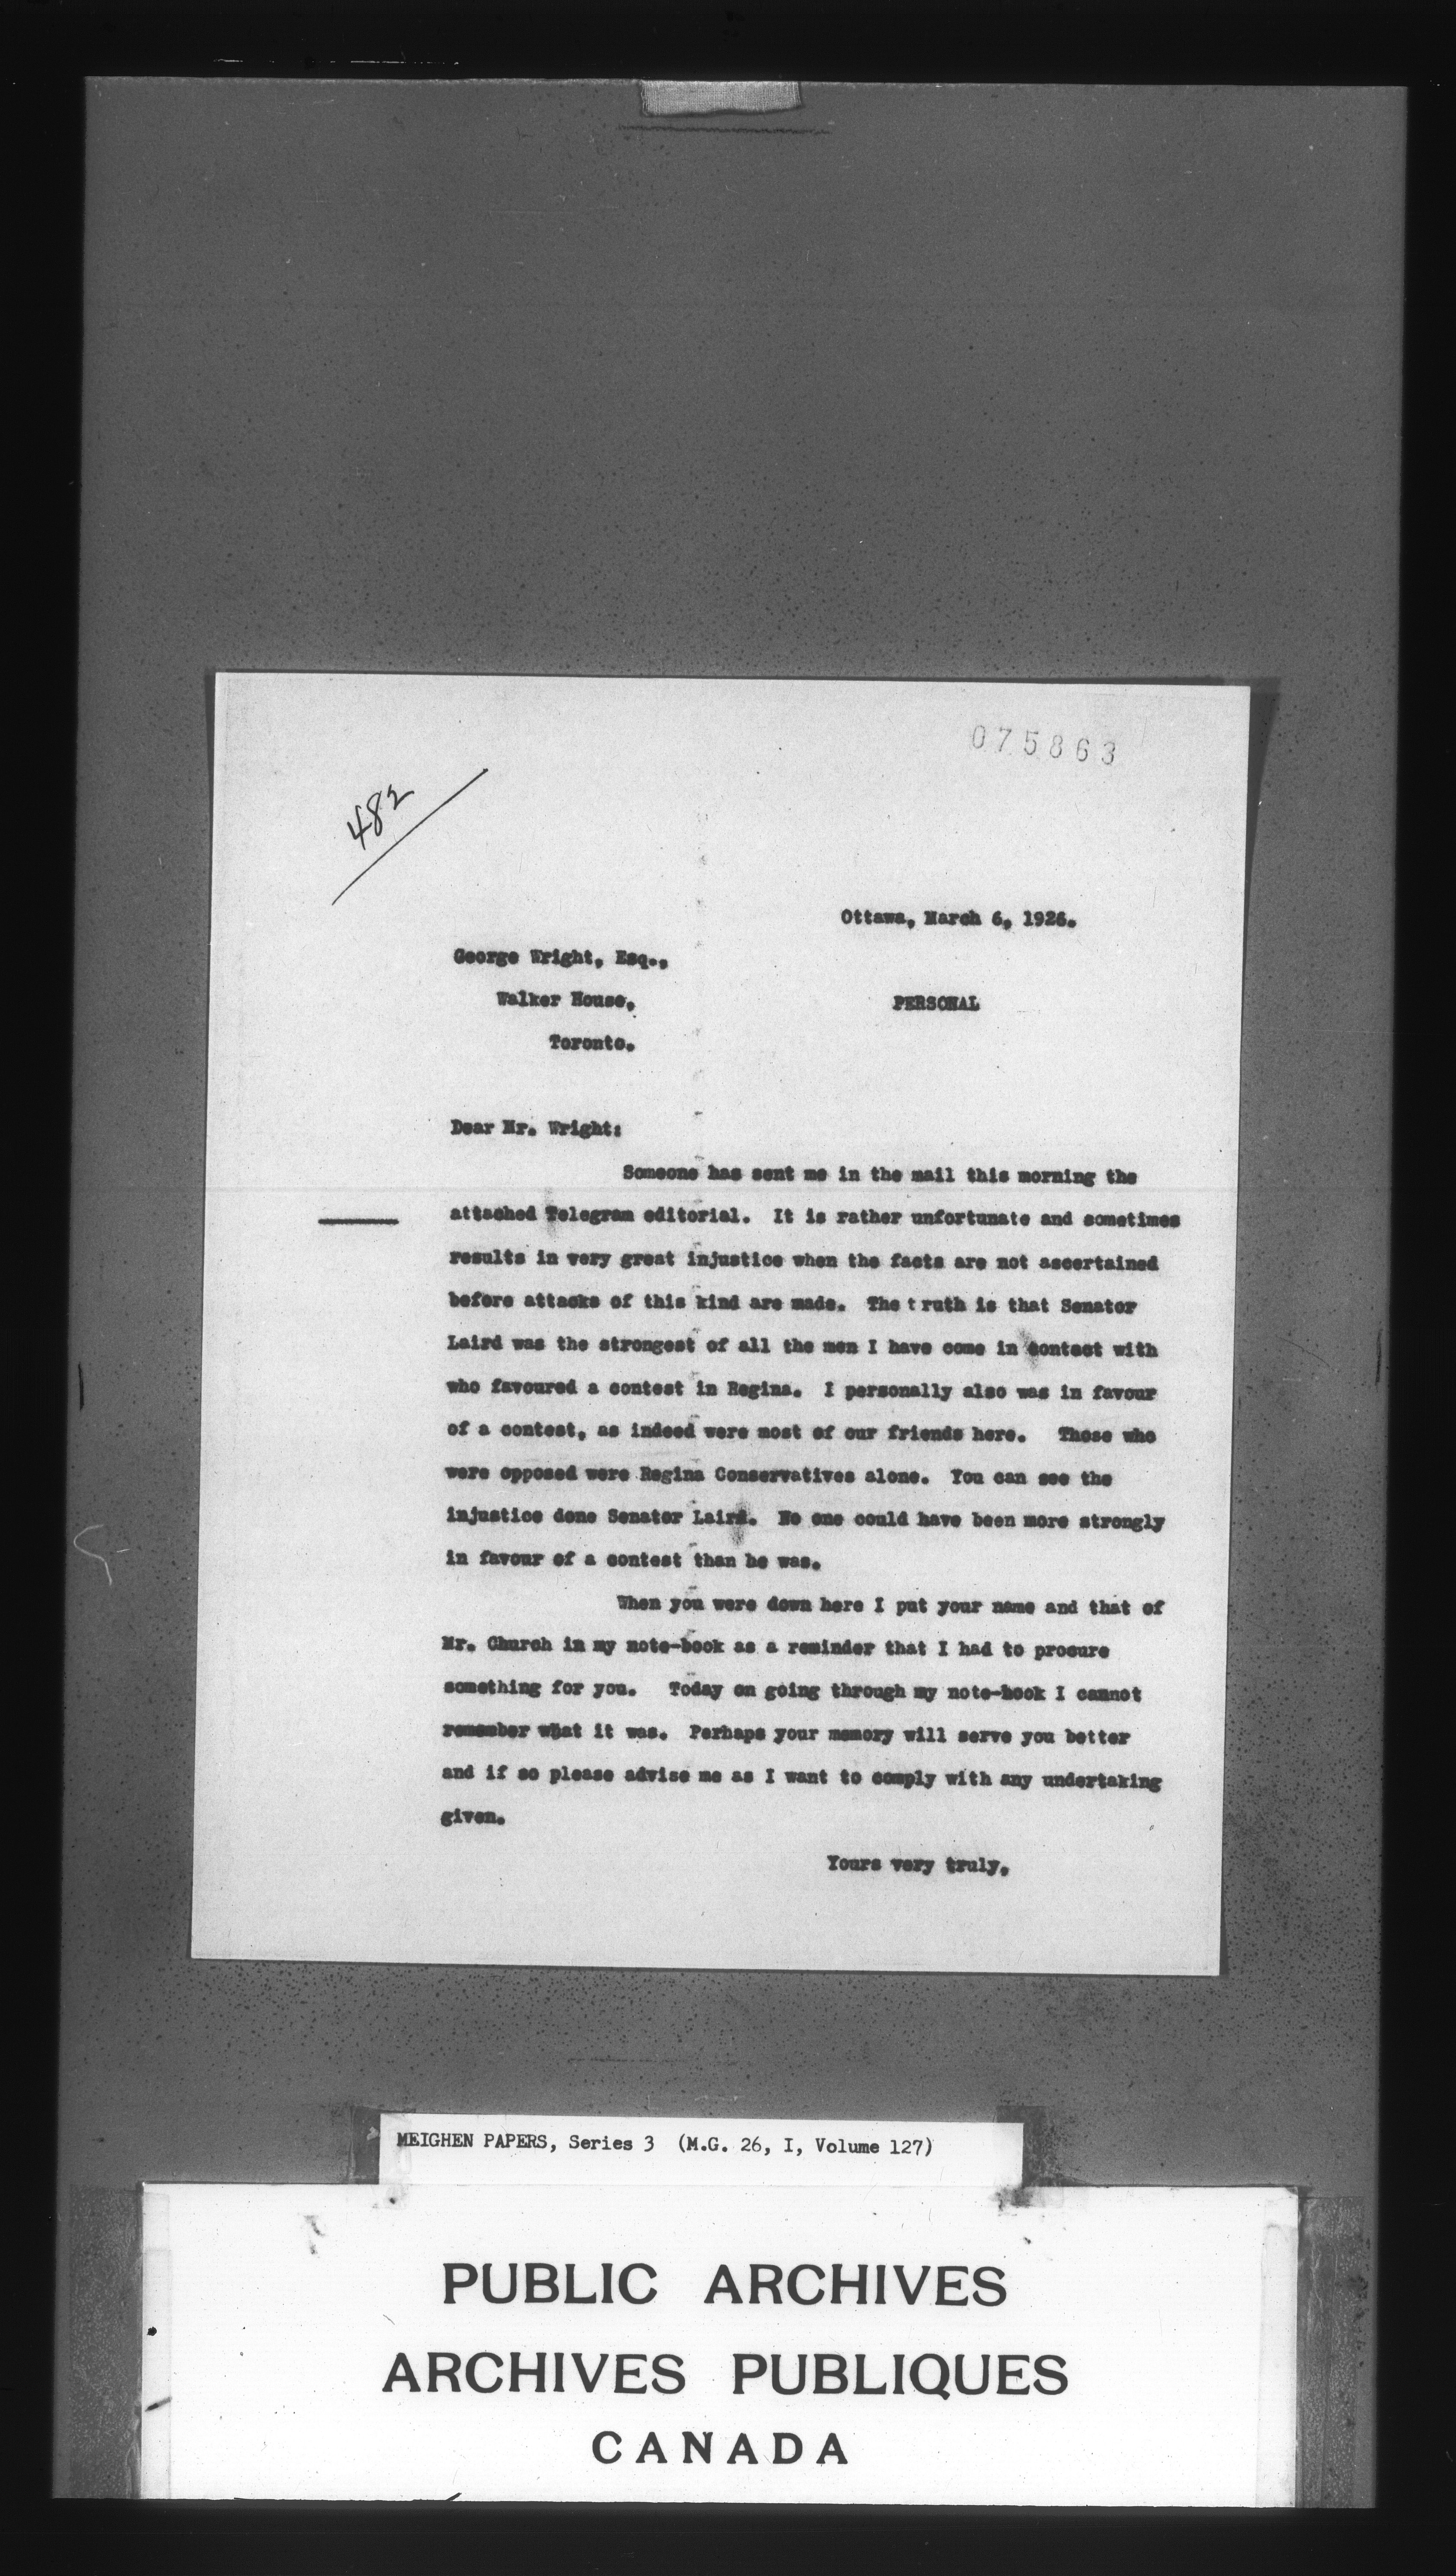 075863
482
Ottawa, March 6, 1926.
George Wright, Esq.,
Walker House,
PERSONAL
Toronto.
Dear Mr. Wright:
Someone has sent me in the mail this morning the
attached Telegram editorial. It is rather unfortunate and sometimes
results in very great injustice when the facts are not ascertained
before attacks of this kind are made. The t ruth is that Senator
Laird was the strongest of all the men I have come in contact with
who favoured a contest in Regina. I personally also was in favour
of a contest, as indeed were most of our friends here. Those who
were opposed were Regina Conservatives alone. You can see the
injustice done Senator Laird. No one could have been more strongly
in favour of a contest than he was.
When you were down here I put your name and that of
Mr. Church in my note-book as a reminder that I had to procure
something for you. Today on going through my note-book I cannot
remember what it was. Perhaps your memory will serve you better
and if so please advise me as I want to comply with any undertaking
given.
Yours very truly,
MEIGHEN PAPERS, Series 3 (M.G. 26, I, Volume 127)
PUBLIC ARCHIVES
ARCHIVES PUBLIQUES
CANADA